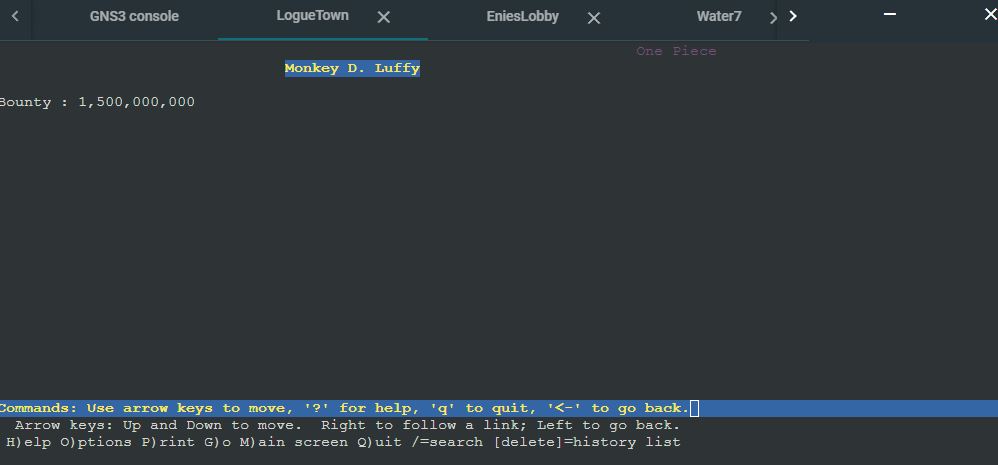 GNS3 console LogueTown EniesLobby Water7
One Piece
Monkey D. Luffy
Bounty : 1,500,000,000
Commands: Use arrow keys to move, '?' for help, 'q' to quit, '<-' to go back.
Arrow keys: Up and Down to move. Right to follow a link; Left to go back.
H)elp O)ptions P)rint G)o M)ain screen Q)uit /=search [delete]=history list